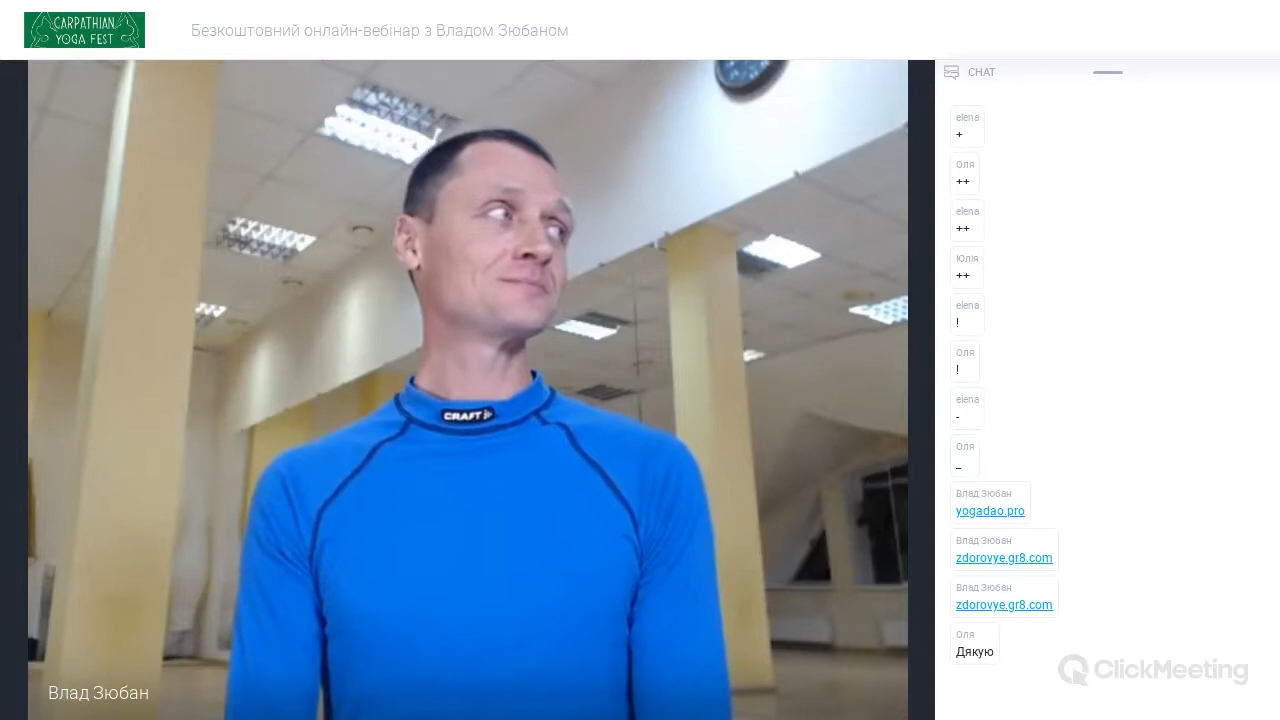 CARPATHIAN
YOGA FEST
Безкоштовний онлайн-вебінар з Владом Зюбаном
CHAT
elena
+
Оля
++
elena
++
Юлія
++
elena
!
Оля
!
elena
-
Оля
_
Влад Зюбан
yogadao.pro
Влад Зюбан
zdorovye.gr8.com
Влад Зюбан
zdorovye.gr8.com
Оля
Дякую
CRAFT
Влад Зюбан
ClickMeeting